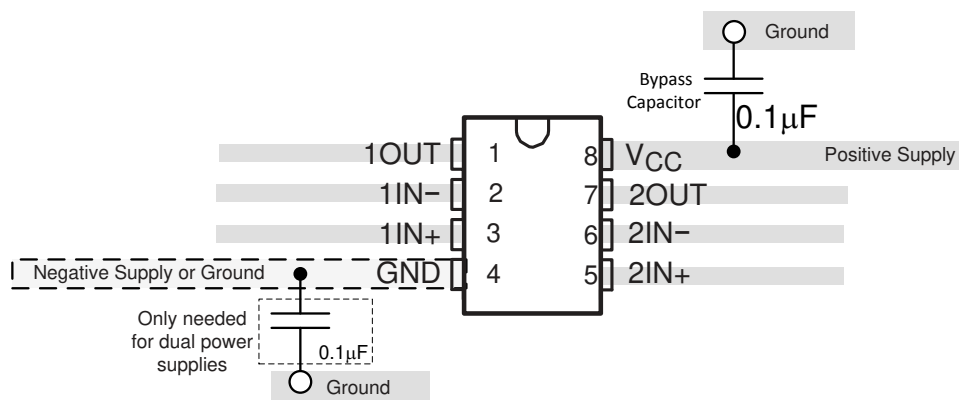 Ground
Bypass
Capacitor
0.1μF
1OUT 1 8 VCC Positive Supply
1IN− 2 7 2OUT
1IN+ 3 6 2IN−
Negative Supply or Ground GND 4 5 2IN+
Only needed
for dual power
supplies
0.1μF
Ground